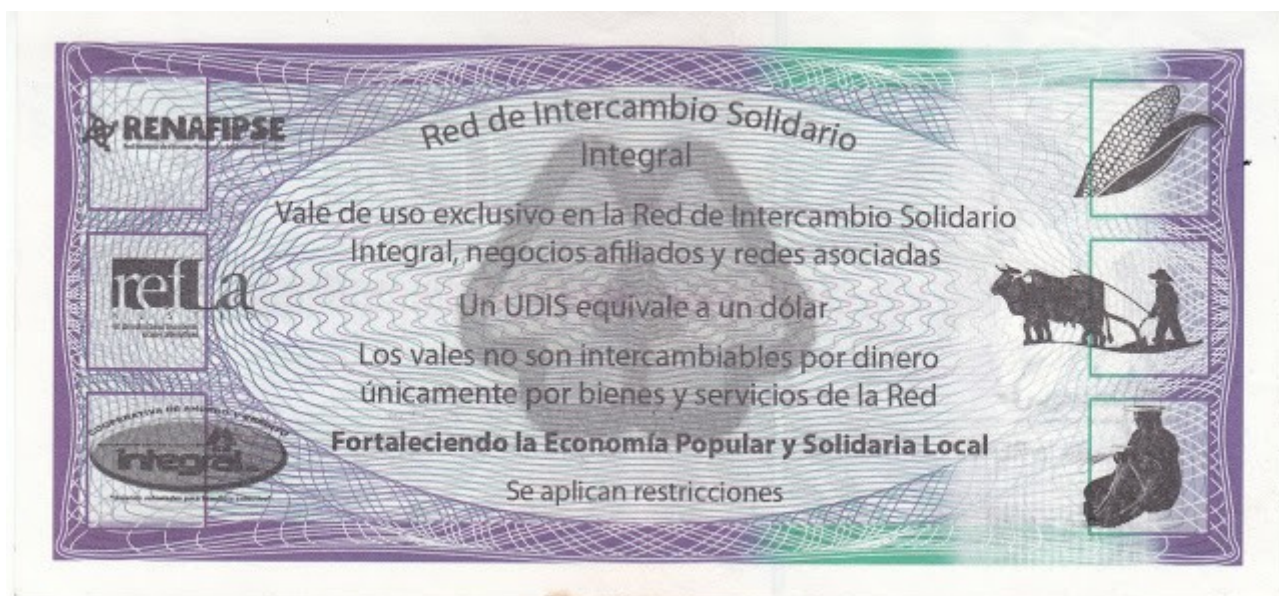 RENAFIPSE
Red de Intercambio Solidario
Integral
Vale de uso exclusivo en la Red de Intercambio Solidario
Integral, negocios afiliados y redes asociadas
refLa
Un UDIS equivale a un dólar
Los vales no son intercambiables por dinero
únicamente por bienes y servicios de la Red
COOPERATIVA DE AHORRO Y CREDITO
integral
Fortaleciendo la Economía Popular y Solidaria Local
Se aplican restricciones